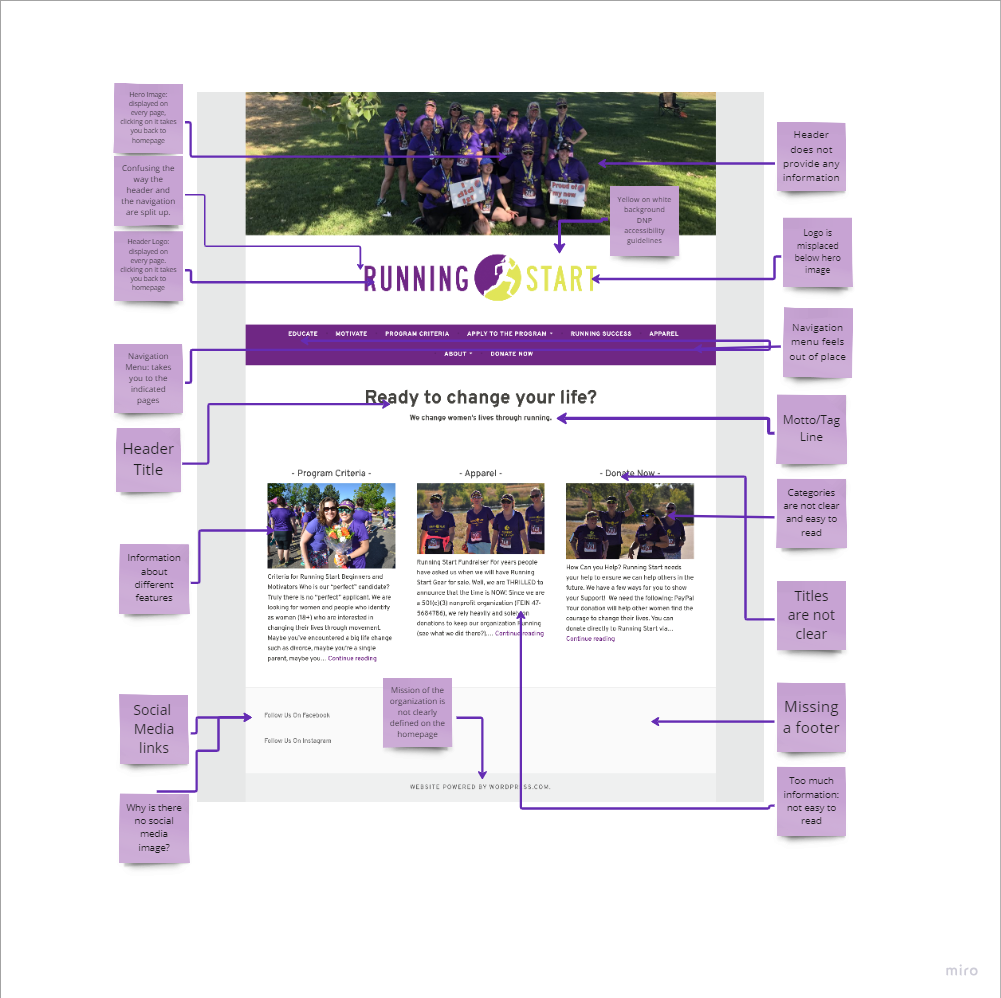 Hero Image:
displayed on
every page,
clicking on it takes
you back to
homepage
Confusing the
way the
header and
the navigation
are split up.
Header Logo:
displayed on
every page.
clicking on it takes
you back to
homepage
Navigation
Menu: takes
you to the
indicated
pages
Header
Title
Information
about
different
features
Social
Media
links
Why is there
no social
media
image?
Proud of
my new
PR!
Yellow on white
background
DNP
accessibility
guidelines
RUNNING START
EDUCATE MOTIVATE PROGRAM CRITERIA APPLY TO THE PROGRAM RUNNING SUCCESS APPAREL
ABOUT DONATE NOW
Ready to change your life?
We change women's lives through running.
- Program Criteria -
Criteria for Running Start Beginners and
Motivators Who is our "perfect" candidate?
Truly there is no "perfect" applicant. We are
looking for women and people who identify
as women (18+) who are interested in
changing their lives through movement.
Maybe you've encountered a big life change
such as divorce, maybe you're a single
parent, maybe you... Continue reading
- Apparel -
Running Start Fundraiser For years people
have asked us when we will have Running
Start Gear for sale. Well, we are THRILLED to
announce that the time is NOW! Since we are
a 501(c)(3) nonprofit organization (FEIN 47-
5684786), we rely heavily and solely on
donations to keep our organization running
(see what we did there?)... Continue reading
- Donate Now -
How Can you Help? Running Start needs
your help to ensure we can help others in the
future. We have a few ways for you to show
your Support! We need the following: PayPal
Your donation will help other women find the
courage to change their lives. You can
donate directly to Running Start via...
Continue reading
Follow Us On Facebook
Follow Us On Instagram
Mission of the
organization is
not clearly
defined on the
homepage
WEBSITE POWERED BY WORDPRESS.COM.
Header
does not
provide any
information
Logo is
misplaced
below hero
image
Navigation
menu feels
out of place
Motto/Tag
Line
Categories
are not clear
and easy to
read
Titles
are not
clear
Missing
a footer
Too much
information:
not easy to
read
miro